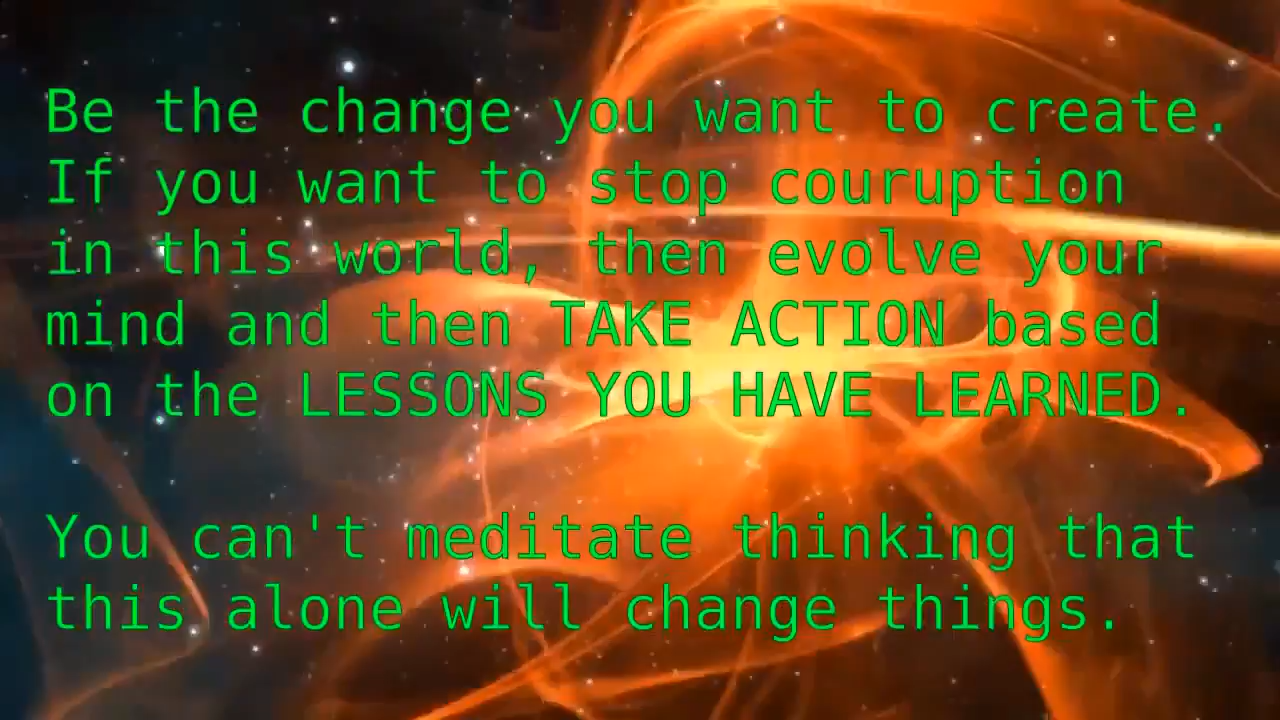 Be the change you want to create.
If you want to stop couruption
in this world, then evolve your
mind and then TAKE ACTION based
on the LESSONS YOU HAVE LEARNED.
You can't meditate thinking that
this alone will change things.